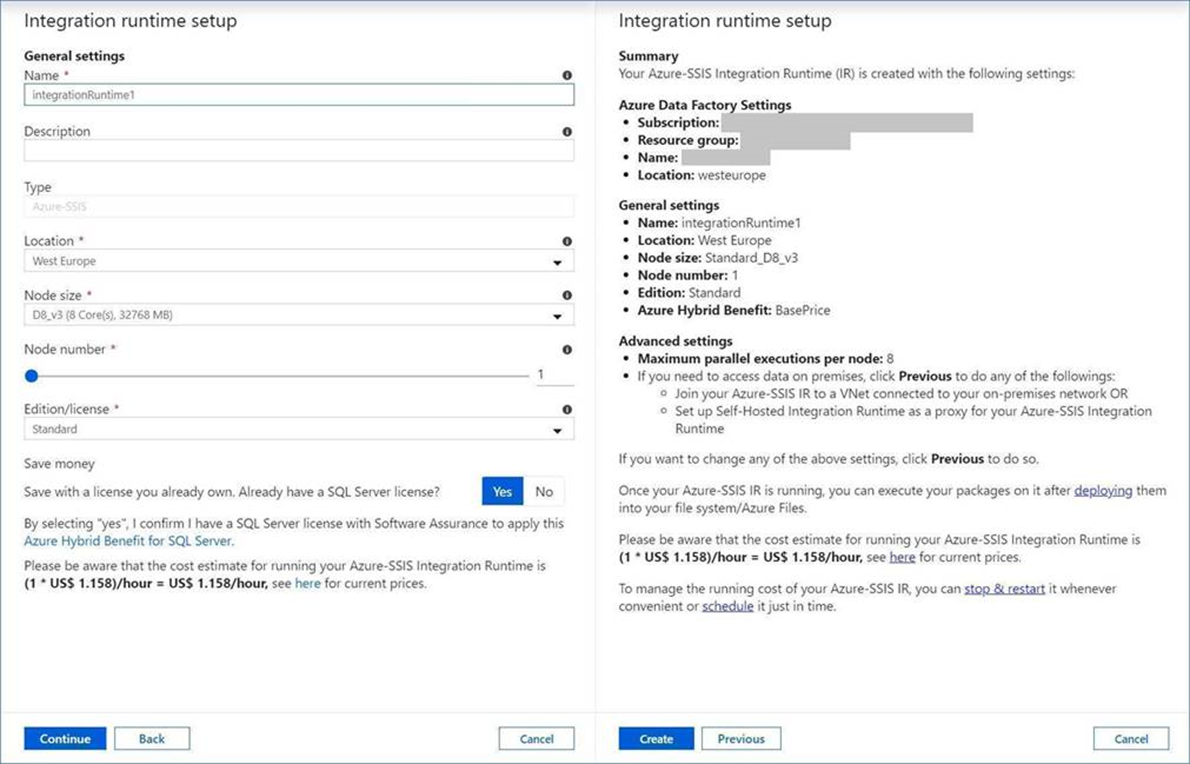 Integration runtime setup
General settings
Name *
integrationRuntime1
Description
Type
Azure-SSIS
Location *
West Europe
Node size *
D8_v3 (8 Core(s), 32768 MB)
Node number *
1
Edition/license *
Standard
Save money
Save with a license you already own. Already have a SQL Server license? Yes No
By selecting "yes", I confirm I have a SQL Server license with Software Assurance to apply this
Azure Hybrid Benefit for SQL Server.
Please be aware that the cost estimate for running your Azure-SSIS Integration Runtime is
(1 * US$ 1.158)/hour = US$ 1.158/hour, see here for current prices.
Continue Back Cancel
Integration runtime setup
Summary
Your Azure-SSIS Integration Runtime (IR) is created with the following settings:
Azure Data Factory Settings
• Subscription:
• Resource group:
• Name:
• Location: westeurope
General settings
• Name: integrationRuntime1
• Location: West Europe
• Node size: Standard_D8_v3
• Node number: 1
• Edition: Standard
• Azure Hybrid Benefit: BasePrice
Advanced settings
• Maximum parallel executions per node: 8
• If you need to access data on premises, click Previous to do any of the followings:
○ Join your Azure-SSIS IR to a VNet connected to your on-premises network OR
○ Set up Self-Hosted Integration Runtime as a proxy for your Azure-SSIS Integration
Runtime
If you want to change any of the above settings, click Previous to do so.
Once your Azure-SSIS IR is running, you can execute your packages on it after deploying them
into your file system/Azure Files.
Please be aware that the cost estimate for running your Azure-SSIS Integration Runtime is
(1 * US$ 1.158)/hour = US$ 1.158/hour, see here for current prices.
To manage the running cost of your Azure-SSIS IR, you can stop & restart it whenever
convenient or schedule it just in time.
Create Previous Cancel